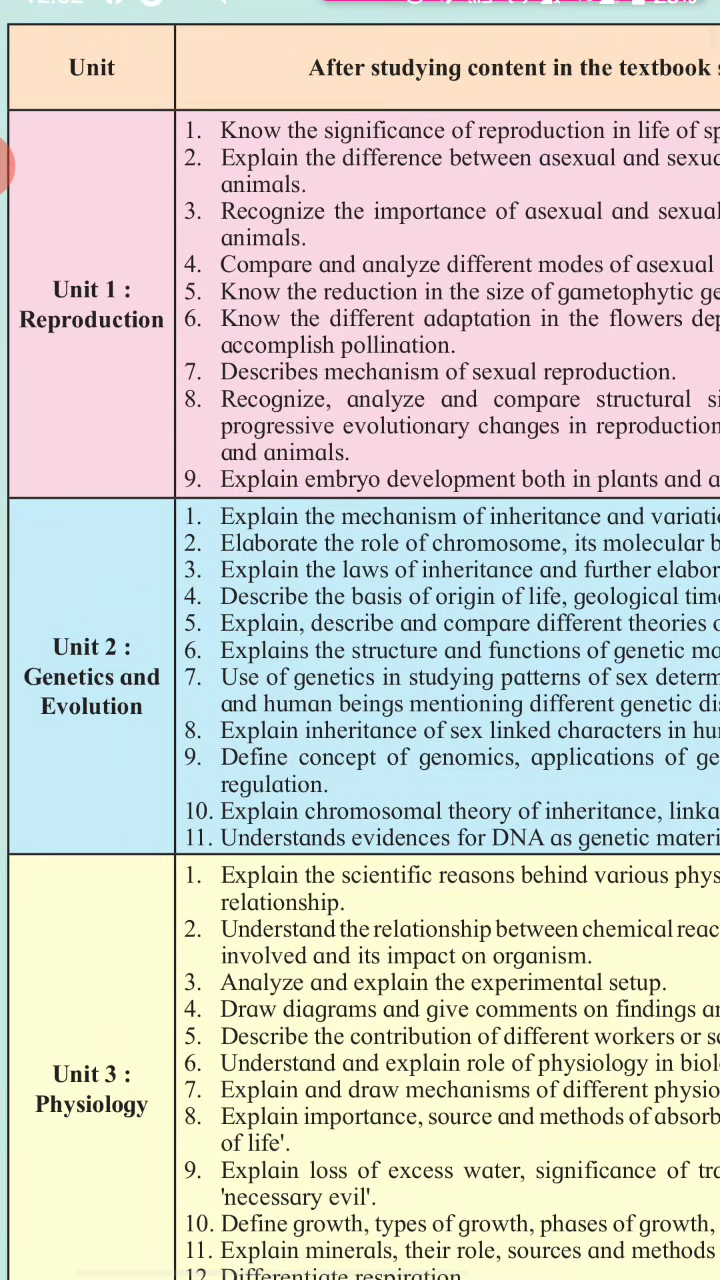 Unit
After studying content in the textbook
1. Know the significance of reproduction in life of
2. Explain the difference between asexual and
animals.
3. Recognize the importance of asexual and sexual
animals.
4. Compare and analyze different modes of asexual
Unit 1 :
Reproduction
5. Know the reduction in the size of gametophytic
6. Know the different adaptation in the flowers
accomplish pollination.
7. Describes mechanism of sexual reproduction.
8. Recognize, analyze and compare structural
progressive evolutionary changes in reproduction
and animals.
9. Explain embryo development both in plants and
1. Explain the mechanism of inheritance and
2. Elaborate the role of chromosome, its molecular
3. Explain the laws of inheritance and further
4. Describe the basis of origin of life, geological
5. Explain, describe and compare different theories
Unit 2 :
Genetics and
Evolution
6. Explains the structure and functions of genetic
7. Use of genetics in studying patterns of sex
and human beings mentioning different genetic
8. Explain inheritance of sex linked characters in
9. Define concept of genomics, applications of
regulation.
10. Explain chromosomal theory of inheritance,
11. Understands evidences for DNA as genetic
1. Explain the scientific reasons behind various
relationship.
2. Understand the relationship between chemical
involved and its impact on organism.
3. Analyze and explain the experimental setup.
4. Draw diagrams and give comments on findings
5. Describe the contribution of different workers or
6. Understand and explain role of physiology in
Unit 3 :
Physiology
7. Explain and draw mechanisms of different
8. Explain importance, source and methods of
of life'.
9. Explain loss of excess water, significance of
'necessary evil'.
10. Define growth, types of growth, phases of growth,
11. Explain minerals, their role, sources and methods
12. Differentiate respiration